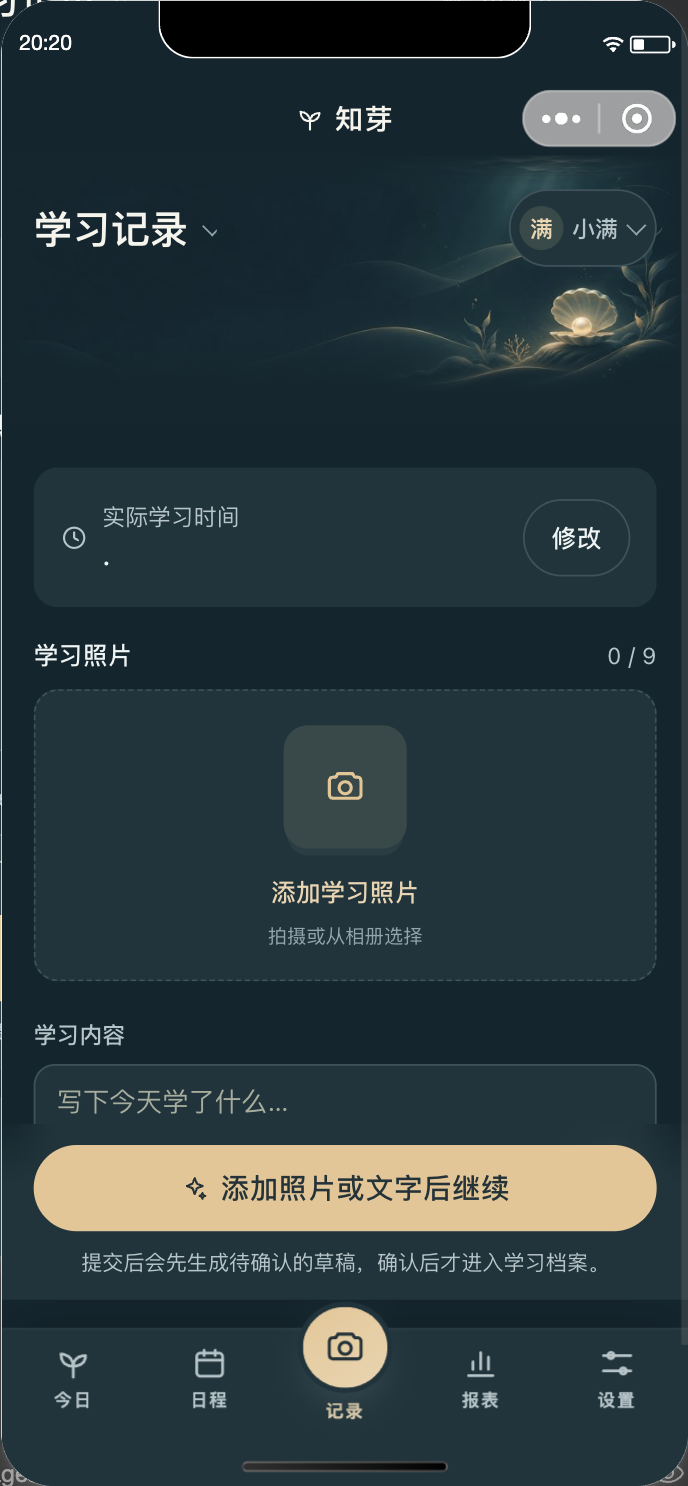 20:20
知芽
学习记录
满 小满
实际学习时间
·
修改
学习照片
0 / 9
添加学习照片
拍摄或从相册选择
学习内容
写下今天学了什么...
添加照片或文字后继续
提交后会先生成待确认的草稿，确认后才进入学习档案。
今日
日程
记录
报表
设置